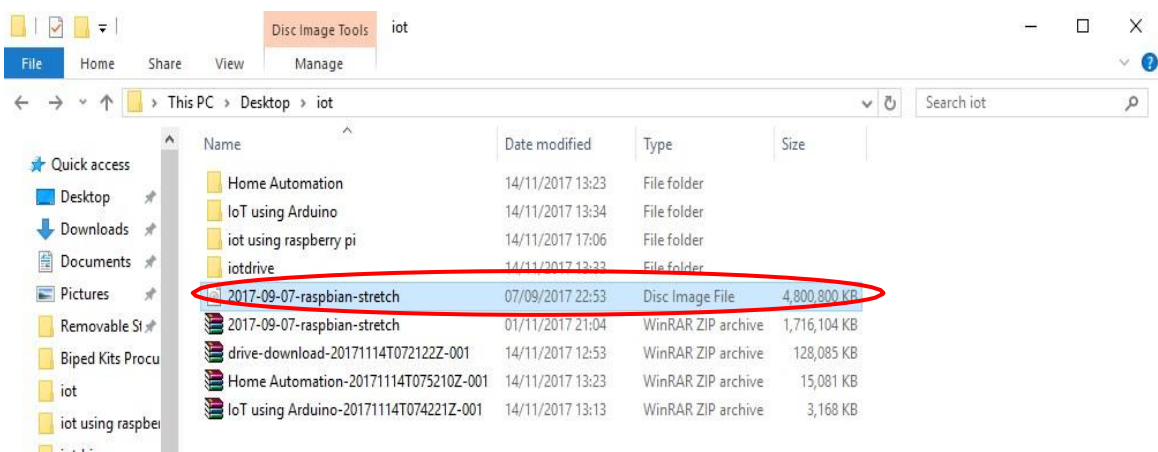 Disc Image Tools iot
File Home Share View Manage
This PC Desktop iot Search iot
Name Date modified Type Size
Quick access
Desktop
Downloads
Documents
Pictures
Removable St
Biped Kits Procu
iot
iot using raspber
Home Automation 14/11/2017 13:23 File folder
IoT using Arduino 14/11/2017 13:34 File folder
iot using raspberry pi 14/11/2017 17:06 File folder
iotdrive 14/11/2017 13:33 File folder
2017-09-07-raspbian-stretch 07/09/2017 22:53 Disc Image File 4,800,800 KB
2017-09-07-raspbian-stretch 01/11/2017 21:04 WinRAR ZIP archive 1,716,104 KB
drive-download-20171114T072122Z-001 14/11/2017 12:53 WinRAR ZIP archive 128,085 KB
Home Automation-20171114T075210Z-001 14/11/2017 13:23 WinRAR ZIP archive 15,081 KB
IoT using Arduino-20171114T074221Z-001 14/11/2017 13:13 WinRAR ZIP archive 3,168 KB